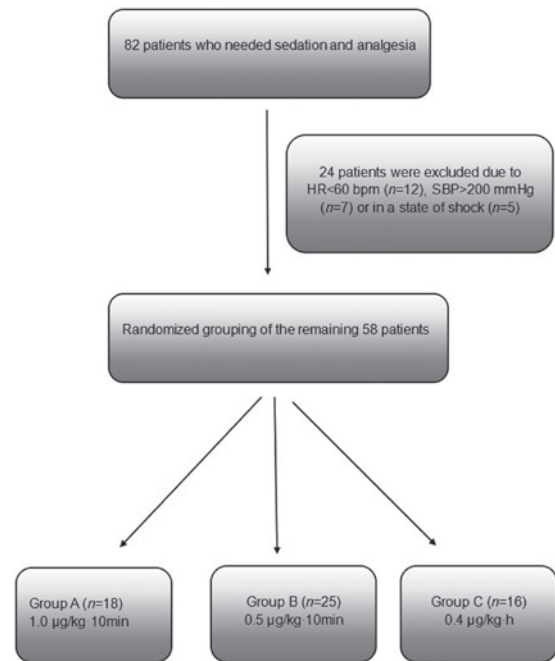 82 patients who needed sedation and analgesia
24 patients were excluded due to
HR<60 bpm (n=12), SBP>200 mmHg
(n=7) or in a state of shock (n=5)
Randomized grouping of the remaining 58 patients
Group A (n=18)
1.0 µg/kg·10min
Group B (n=25)
0.5 µg/kg·10min
Group C (n=16)
0.4 µg/kg·h